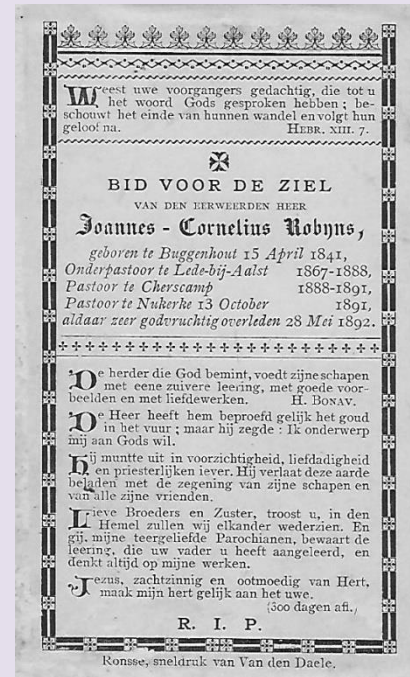 Weest uwe voorgangers gedachtig, die tot u
het woord Gods gesproken hebben ; be-
schouwt het einde van hunnen wandel en volgt hun
geloof na. HEBR. XIII. 7.
BID VOOR DE ZIEL
VAN DEN EERWEERDEN HEER
Joannes - Cornelius Robyns,
geboren te Buggenhout 15 April 1841,
Onderpastoor te Lede-bij-Aalst 1867-1888,
Pastoor te Cherscamp 1888-1891,
Pastoor te Nukerke 13 October 1891,
aldaar zeer godvruchtig overleden 28 Mei 1892.
De herder die God bemint, voedt zijne schapen
met eene zuivere leering, met goede voor-
beelden en met liefdewerken. H. BONAV.
De Heer heeft hem beproefd gelijk het goud
in het vuur ; maar hij zegde : Ik onderwerp
mij aan Gods wil.
Hij muntte uit in voorzichtigheid, liefdadigheid
en priesterlijken iever. Hij verlaat deze aarde
beladen met de zegening van zijne schapen en
van alle zijne vrienden.
Lieve Broeders en Zuster, troost u, in den
Hemel zullen wij elkander wederzien. En
gij, mijne teergeliefde Parochianen, bewaart de
leering, die uw vader u heeft aangeleerd, en
denkt altijd op mijne werken.
Jezus, zachtzinnig en ootmoedig van Hert,
maak mijn hert gelijk aan het uwe.
(300 dagen afl.)
R. I. P.
Ronsse, sneldruk van Van den Daele.